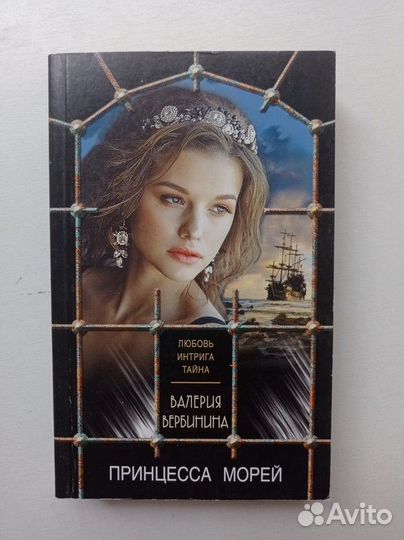 ЛЮБОВЬ
ИНТРИГА
ТАЙНА
ВАЛЕРИЯ
ВЕРБИНИНА
ПРИНЦЕССА МОРЕЙ
Avito